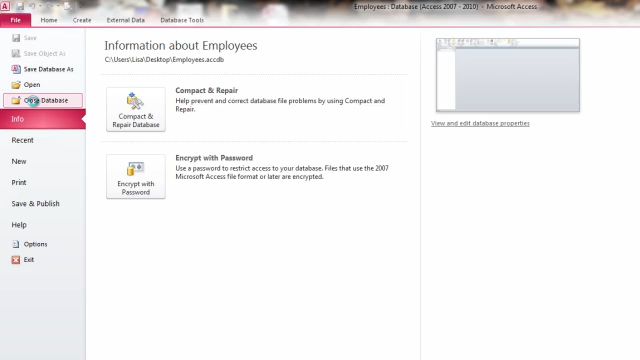 Employees : Database (Access 2007 - 2010) - Microsoft Access
File Home Create External Data Database Tools
Save
Save Object As
Save Database As
Open
Close Database
Info
Recent
New
Print
Save & Publish
Help
Options
Exit
Information about Employees
C:\Users\Lisa\Desktop\Employees.accdb
Compact &
Repair Database
Compact & Repair
Help prevent and correct database file problems by using Compact and
Repair.
Encrypt with
Password
Encrypt with Password
Use a password to restrict access to your database. Files that use the 2007
Microsoft Access file format or later are encrypted.
View and edit database properties